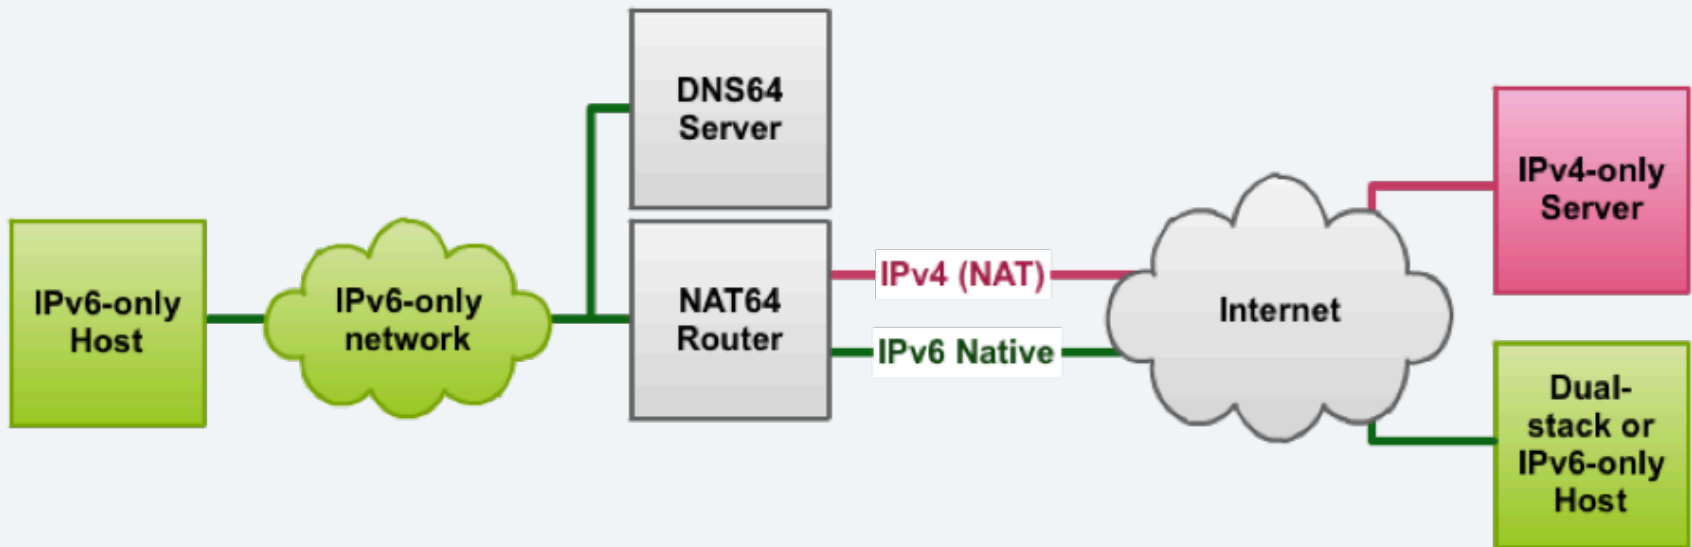 DNS64
Server
IPv6-only
Host
IPv6-only
network
NAT64
Router
IPv4 (NAT)
IPv6 Native
Internet
IPv4-only
Server
Dual-
stack or
IPv6-only
Host